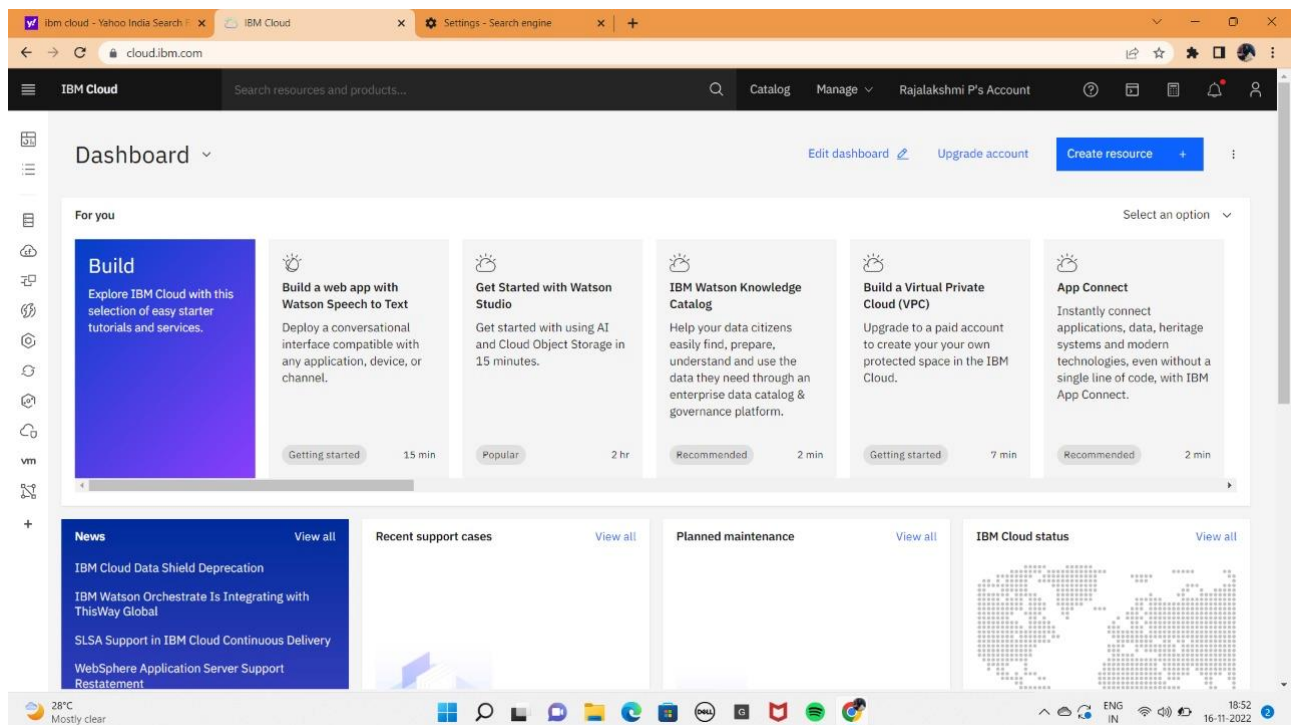 ibm cloud - Yahoo India Search
IBM Cloud
Settings - Search engine
cloud.ibm.com
IBM Cloud
Search resources and products...
Catalog
Manage
Rajalakshmi P's Account
Dashboard
Edit dashboard
Upgrade account
Create resource +
For you
Select an option
Build
Explore IBM Cloud with this
selection of easy starter
tutorials and services.
Build a web app with
Watson Speech to Text
Deploy a conversational
interface compatible with
any application, device, or
channel.
Getting started 15 min
Get Started with Watson
Studio
Get started with using AI
and Cloud Object Storage in
15 minutes.
Popular 2 hr
IBM Watson Knowledge
Catalog
Help your data citizens
easily find, prepare,
understand and use the
data they need through an
enterprise data catalog &
governance platform.
Recommended 2 min
Build a Virtual Private
Cloud (VPC)
Upgrade to a paid account
to create your your own
protected space in the IBM
Cloud.
Getting started 7 min
App Connect
Instantly connect
applications, data, heritage
systems and modern
technologies, even without a
single line of code, with IBM
App Connect.
Recommended 2 min
vm
News View all
IBM Cloud Data Shield Deprecation
IBM Watson Orchestrate Is Integrating with
ThisWay Global
SLSA Support in IBM Cloud Continuous Delivery
WebSphere Application Server Support
Restatement
Recent support cases View all
Planned maintenance View all
IBM Cloud status View all
28°C
Mostly clear
DELL
G
ENG
IN
18:52
16-11-2022
2